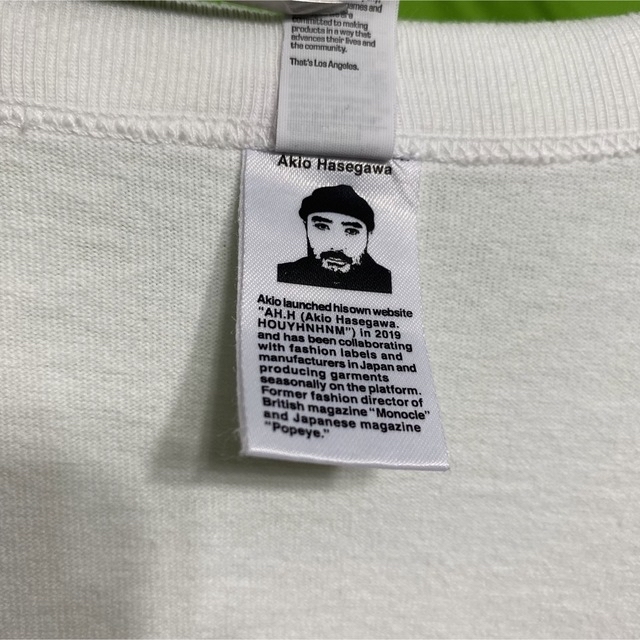 games and
are
committed to making
products in a way that
advances their lives and
the community.
That's Los Angeles.
Akio Hasegawa
Akio launched his own website
"AH.H (Akio Hasegawa.
HOUYHNHNM") in 2019
and has been collaborating
with fashion labels and
manufacturers in Japan and
producing garments
seasonally on the platform.
Former fashion director of
British magazine "Monocle"
and Japanese magazine
"Popeye."